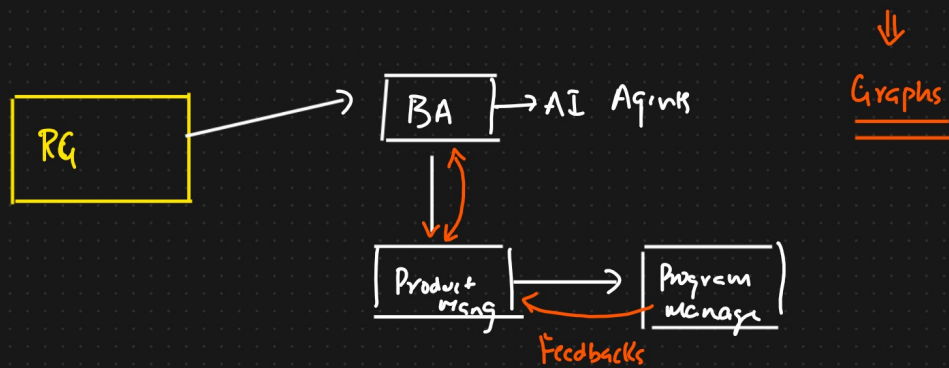 BA
AI Agents
Graphs
RG
Product
Mang
Program
Manage
Feedbacks